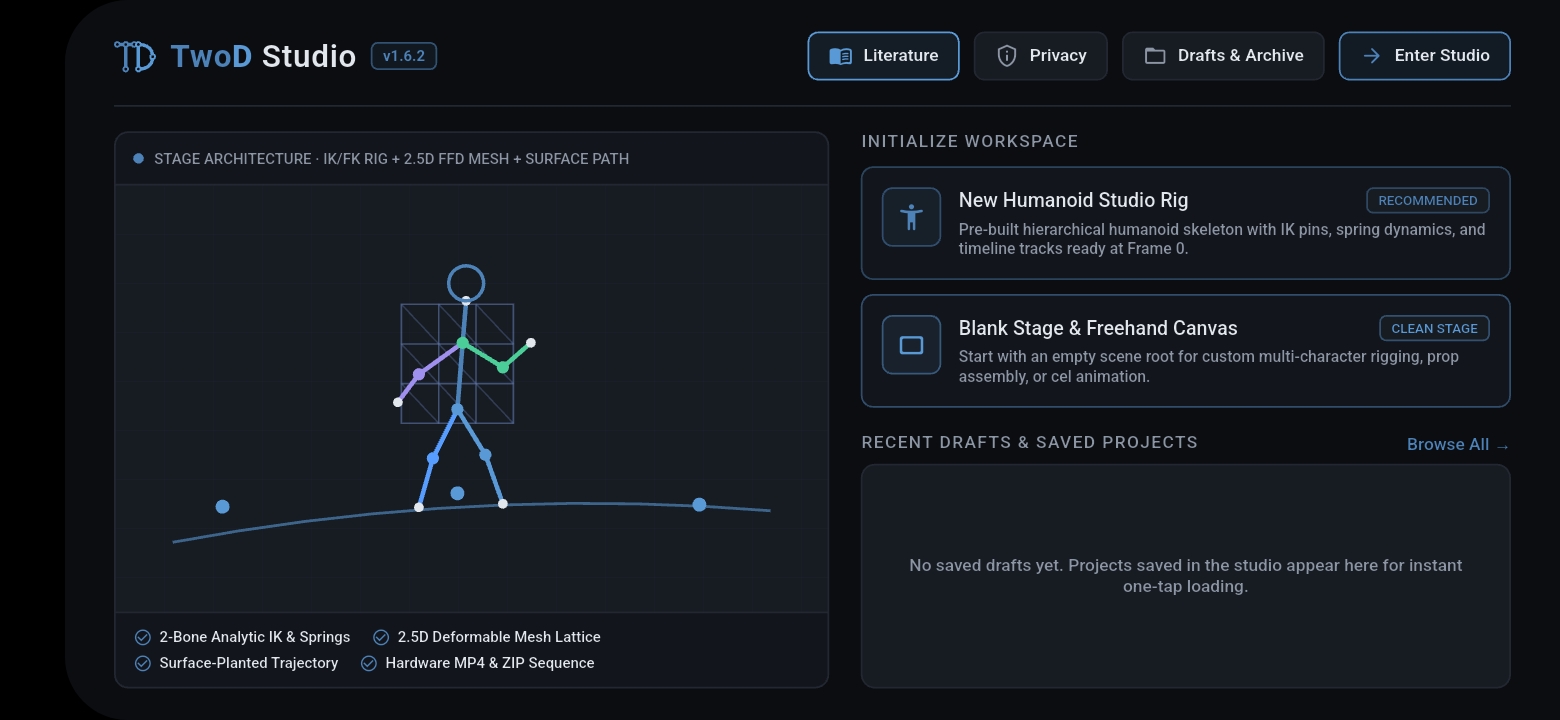 TwoD Studio
v1.6.2
Literature
Privacy
Drafts & Archive
Enter Studio
STAGE ARCHITECTURE · IK/FK RIG + 2.5D FFD MESH + SURFACE PATH
2-Bone Analytic IK & Springs
2.5D Deformable Mesh Lattice
Surface-Planted Trajectory
Hardware MP4 & ZIP Sequence
INITIALIZE WORKSPACE
New Humanoid Studio Rig
RECOMMENDED
Pre-built hierarchical humanoid skeleton with IK pins, spring dynamics, and
timeline tracks ready at Frame 0.
Blank Stage & Freehand Canvas
CLEAN STAGE
Start with an empty scene root for custom multi-character rigging, prop
assembly, or cel animation.
RECENT DRAFTS & SAVED PROJECTS
Browse All →
No saved drafts yet. Projects saved in the studio appear here for instant
one-tap loading.